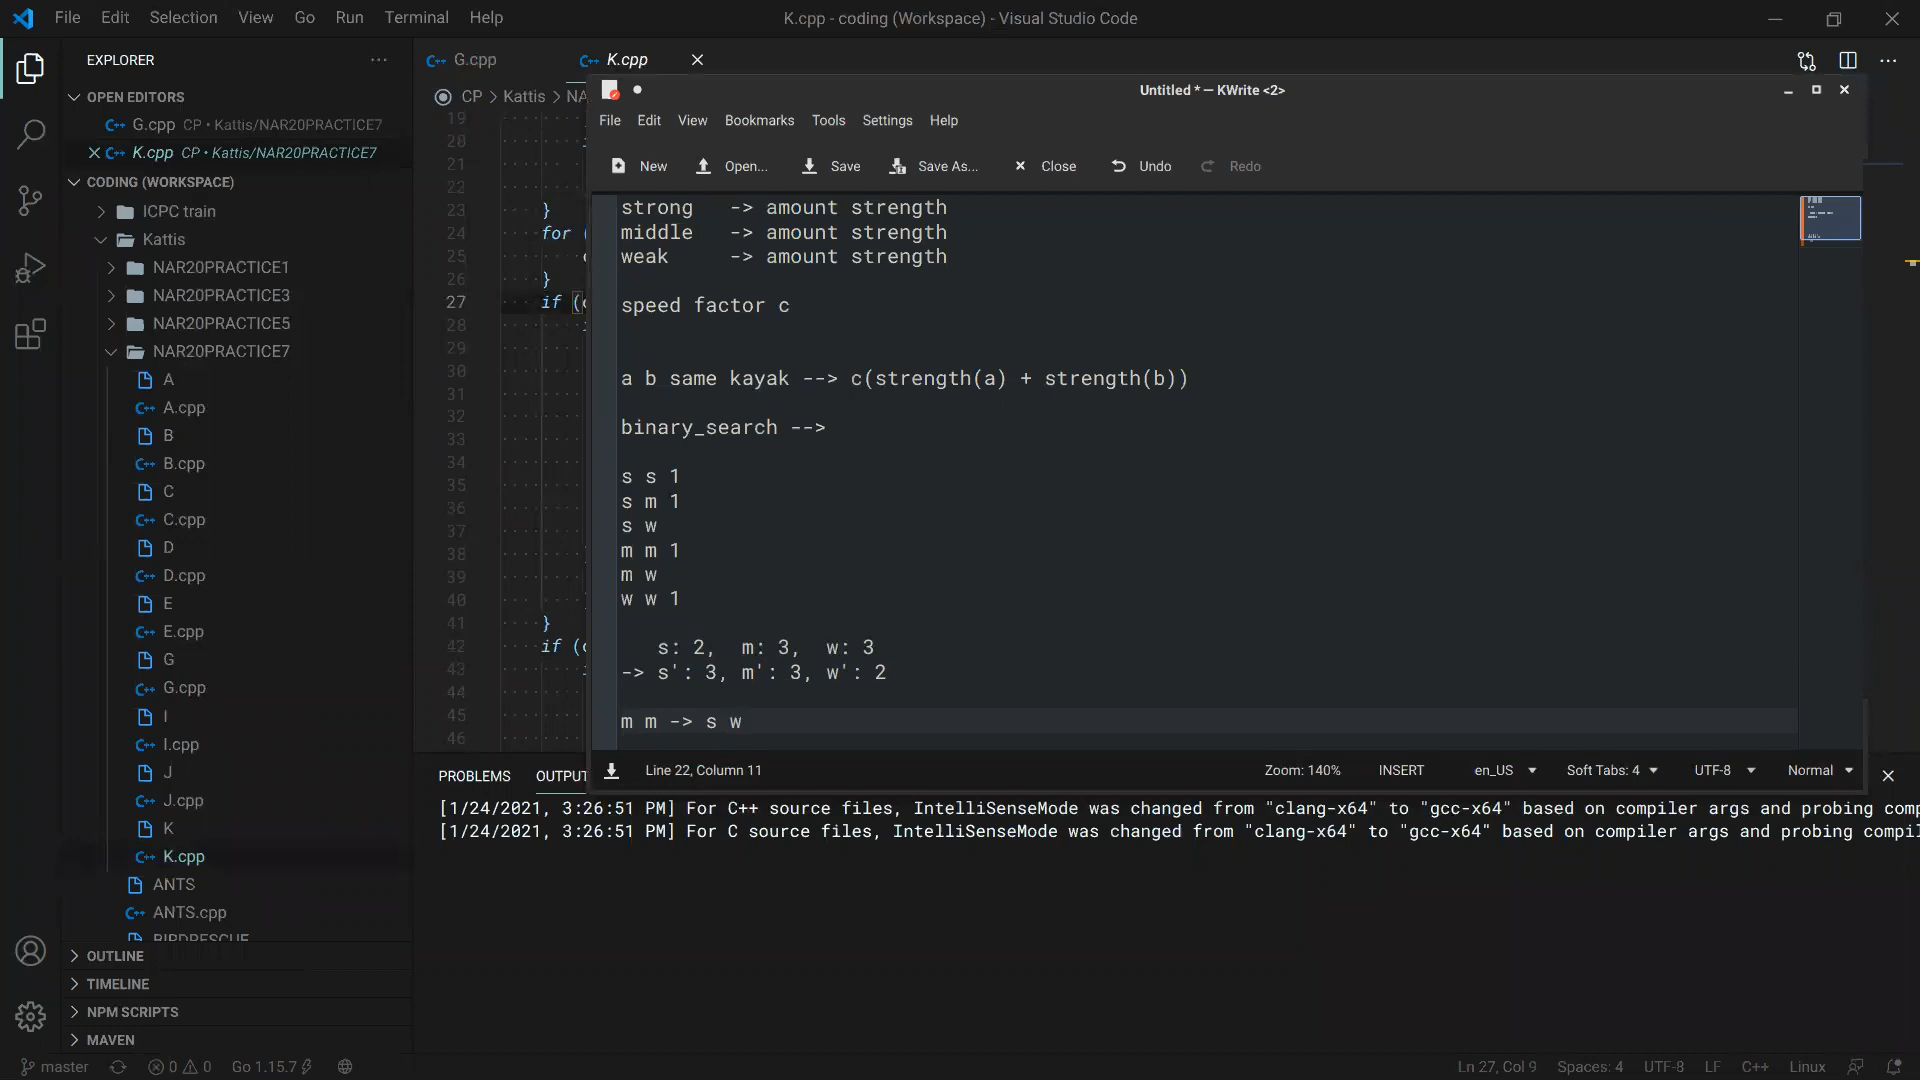 File Edit Selection View Go Run Terminal Help
K.cpp - coding (Workspace) - Visual Studio Code
EXPLORER
OPEN EDITORS
G.cpp CP • Kattis/NAR20PRACTICE7
K.cpp CP • Kattis/NAR20PRACTICE7
CODING (WORKSPACE)
ICPC train
Kattis
NAR20PRACTICE1
NAR20PRACTICE3
NAR20PRACTICE5
NAR20PRACTICE7
A
A.cpp
B
B.cpp
C
C.cpp
D
D.cpp
E
E.cpp
G
G.cpp
I
I.cpp
J
J.cpp
K
K.cpp
ANTS
ANTS.cpp
BIRDRESCUE
OUTLINE
TIMELINE
NPM SCRIPTS
MAVEN
G.cpp
K.cpp
CP > Kattis > NA
19
20
21
22
23 }
24 for (
25
26 }
27 if (
28
29
30
31
32
33
34
35
36
37
38
39
40
41 }
42 if (
43
44
45
46
Untitled * — KWrite <2>
File Edit View Bookmarks Tools Settings Help
New Open... Save Save As... Close Undo Redo
strong -> amount strength
middle -> amount strength
weak -> amount strength
speed factor c
a b same kayak --> c(strength(a) + strength(b))
binary_search -->
s s 1
s m 1
s w
m m 1
m w
w w 1
s: 2, m: 3, w: 3
-> s': 3, m': 3, w': 2
m m -> s w
Line 22, Column 11
Zoom: 140% INSERT en_US Soft Tabs: 4 UTF-8 Normal
PROBLEMS OUTPUT
[1/24/2021, 3:26:51 PM] For C++ source files, IntelliSenseMode was changed from "clang-x64" to "gcc-x64" based on compiler args and probing comp
[1/24/2021, 3:26:51 PM] For C source files, IntelliSenseMode was changed from "clang-x64" to "gcc-x64" based on compiler args and probing compil
master 0 0 Go 1.15.7
Ln 27, Col 9 Spaces: 4 UTF-8 LF C++ Linux